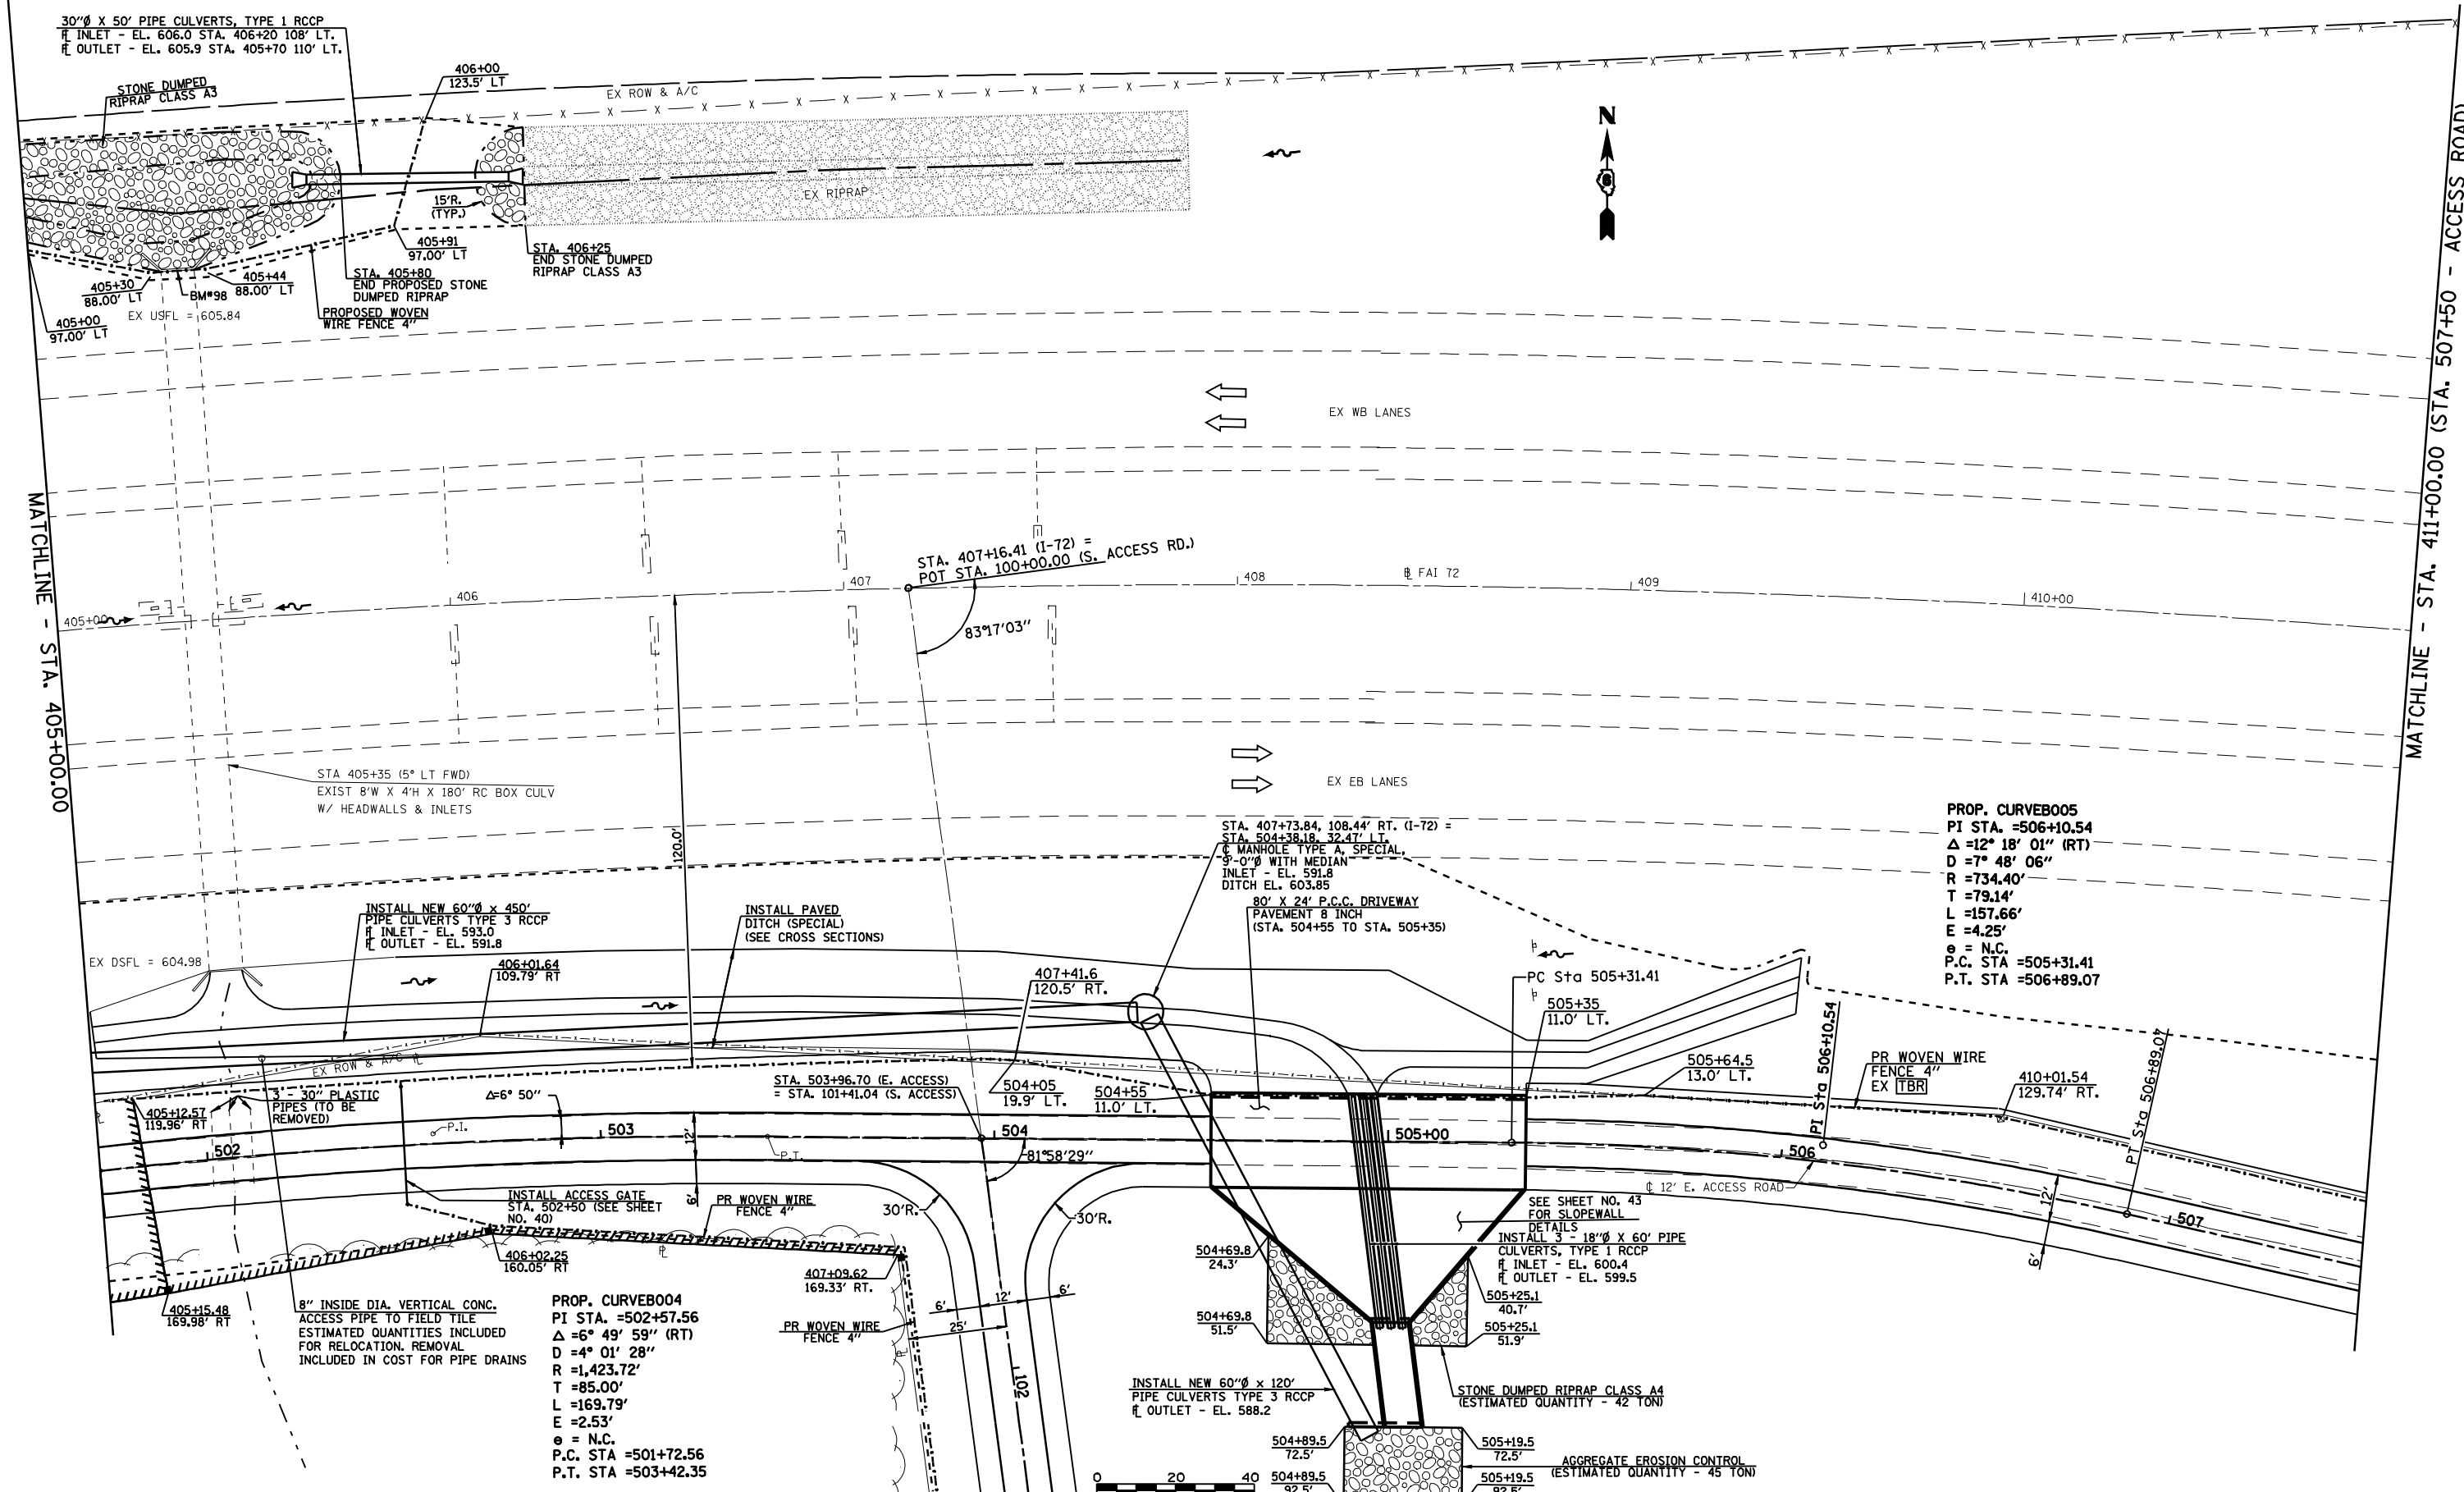 30"Ø X 50' PIPE CULVERTS, TYPE 1 RCCP
FL INLET - EL. 606.0 STA. 406+20 108' LT.
FL OUTLET - EL. 605.9 STA. 405+70 110' LT.
STONE DUMPED
RIPRAP CLASS A3
406+00
123.5' LT
EX ROW & A/C
EX RIPRAP
15'R.
(TYP.)
405+91
97.00' LT
STA. 406+25
END STONE DUMPED
RIPRAP CLASS A3
STA. 405+80
END PROPOSED STONE
DUMPED RIPRAP
405+44
88.00' LT
405+30
88.00' LT
BM#98
EX USFL = 605.84
405+00
97.00' LT
PROPOSED WOVEN
WIRE FENCE 4"
N
EX WB LANES
MATCHLINE - STA. 405+00.00
MATCHLINE - STA. 411+00.00 (STA. 507+50 - ACCESS ROAD)
STA. 407+16.41 (I-72) =
POT STA. 100+00.00 (S. ACCESS RD.)
83°17'03"
405+00
406
407
408
BL FAI 72
409
410+00
STA 405+35 (5° LT FWD)
EXIST 8'W X 4'H X 180' RC BOX CULV
W/ HEADWALLS & INLETS
120.0'
EX EB LANES
STA. 407+73.84, 108.44' RT. (I-72) =
STA. 504+38.18, 32.47' LT.
CL MANHOLE TYPE A, SPECIAL,
9'-0"Ø WITH MEDIAN
INLET - EL. 591.8
DITCH EL. 603.85
80' X 24' P.C.C. DRIVEWAY
PAVEMENT 8 INCH
(STA. 504+55 TO STA. 505+35)
PROP. CURVEB005
PI STA. =506+10.54
Δ =12° 18' 01" (RT)
D =7° 48' 06"
R =734.40'
T =79.14'
L =157.66'
E =4.25'
e = N.C.
P.C. STA =505+31.41
P.T. STA =506+89.07
INSTALL NEW 60"Ø x 450'
PIPE CULVERTS TYPE 3 RCCP
FL INLET - EL. 593.0
FL OUTLET - EL. 591.8
INSTALL PAVED
DITCH (SPECIAL)
(SEE CROSS SECTIONS)
EX DSFL = 604.98
406+01.64
109.79' RT
407+41.6
120.5' RT.
PC Sta 505+31.41
505+35
11.0' LT.
505+64.5
13.0' LT.
PI Sta 506+10.54
PR WOVEN WIRE
FENCE 4"
EX TBR
410+01.54
129.74' RT.
PT Sta 506+89.07
EX ROW & A/C PL
3 - 30" PLASTIC
PIPES (TO BE
REMOVED)
405+12.57
119.96' RT
Δ=6° 50"
P.I.
STA. 503+96.70 (E. ACCESS)
= STA. 101+41.04 (S. ACCESS)
504+05
19.9' LT.
504+55
11.0' LT.
502
503
12'
P.T.
504
505+00
506
507
81°58'29"
CL 12' E. ACCESS ROAD
12'
6'
INSTALL ACCESS GATE
STA. 502+50 (SEE SHEET
NO. 40)
6'
PR WOVEN WIRE
FENCE 4"
PL
30'R.
30'R.
SEE SHEET NO. 43
FOR SLOPEWALL
DETAILS
INSTALL 3 - 18"Ø X 60' PIPE
CULVERTS, TYPE 1 RCCP
FL INLET - EL. 600.4
FL OUTLET - EL. 599.5
504+69.8
24.3'
406+02.25
160.05' RT
407+09.62
169.33' RT.
405+15.48
169.98' RT
8" INSIDE DIA. VERTICAL CONC.
ACCESS PIPE TO FIELD TILE
ESTIMATED QUANTITIES INCLUDED
FOR RELOCATION. REMOVAL
INCLUDED IN COST FOR PIPE DRAINS
PROP. CURVEB004
PI STA. =502+57.56
Δ =6° 49' 59" (RT)
D =4° 01' 28"
R =1,423.72'
T =85.00'
L =169.79'
E =2.53'
e = N.C.
P.C. STA =501+72.56
P.T. STA =503+42.35
PR WOVEN WIRE
FENCE 4"
PL
6'
12'
6'
25'
102
504+69.8
51.5'
505+25.1
40.7'
505+25.1
51.9'
INSTALL NEW 60"Ø x 120'
PIPE CULVERTS TYPE 3 RCCP
FL OUTLET - EL. 588.2
STONE DUMPED RIPRAP CLASS A4
(ESTIMATED QUANTITY - 42 TON)
504+89.5
72.5'
505+19.5
72.5'
AGGREGATE EROSION CONTROL
(ESTIMATED QUANTITY - 45 TON)
0 20 40
504+89.5
92.5'
505+19.5
92.5'